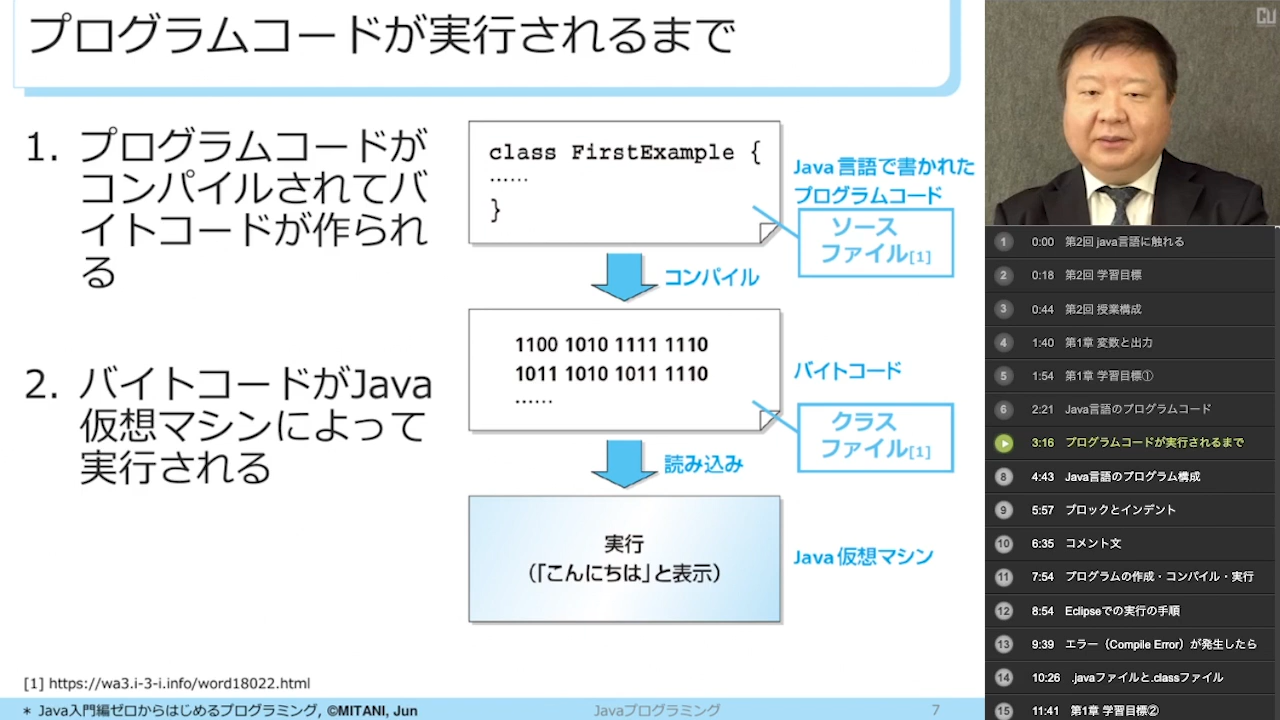 プログラムコードが実行されるまで
1. プログラムコードが
コンパイルされてバ
イトコードが作られ
る
2. バイトコードがJava
仮想マシンによって
実行される
class FirstExample {
……
}
Java言語で書かれた
プログラムコード
ソース
ファイル[1]
コンパイル
1100 1010 1111 1110
1011 1010 1011 1110
……
バイトコード
クラス
ファイル[1]
読み込み
実行
(「こんにちは」と表示)
Java仮想マシン
[1] https://wa3.i-3-i.info/word18022.html
* Java入門編ゼロからはじめるプログラミング, ©MITANI, Jun
Javaプログラミング
7
CU
1 0:00 第2回 java言語に触れる
2 0:18 第2回 学習目標
3 0:44 第2回 授業構成
4 1:40 第1章 変数と出力
5 1:54 第1章 学習目標①
6 2:21 Java言語のプログラムコード
3:16 プログラムコードが実行されるまで
8 4:43 Java言語のプログラム構成
9 5:57 ブロックとインデント
10 6:35 コメント文
11 7:54 プログラムの作成・コンパイル・実行
12 8:54 Eclipseでの実行の手順
13 9:39 エラー（Compile Error）が発生したら
14 10:26 .javaファイルと.classファイル
15 11:41 第1章 学習目標②